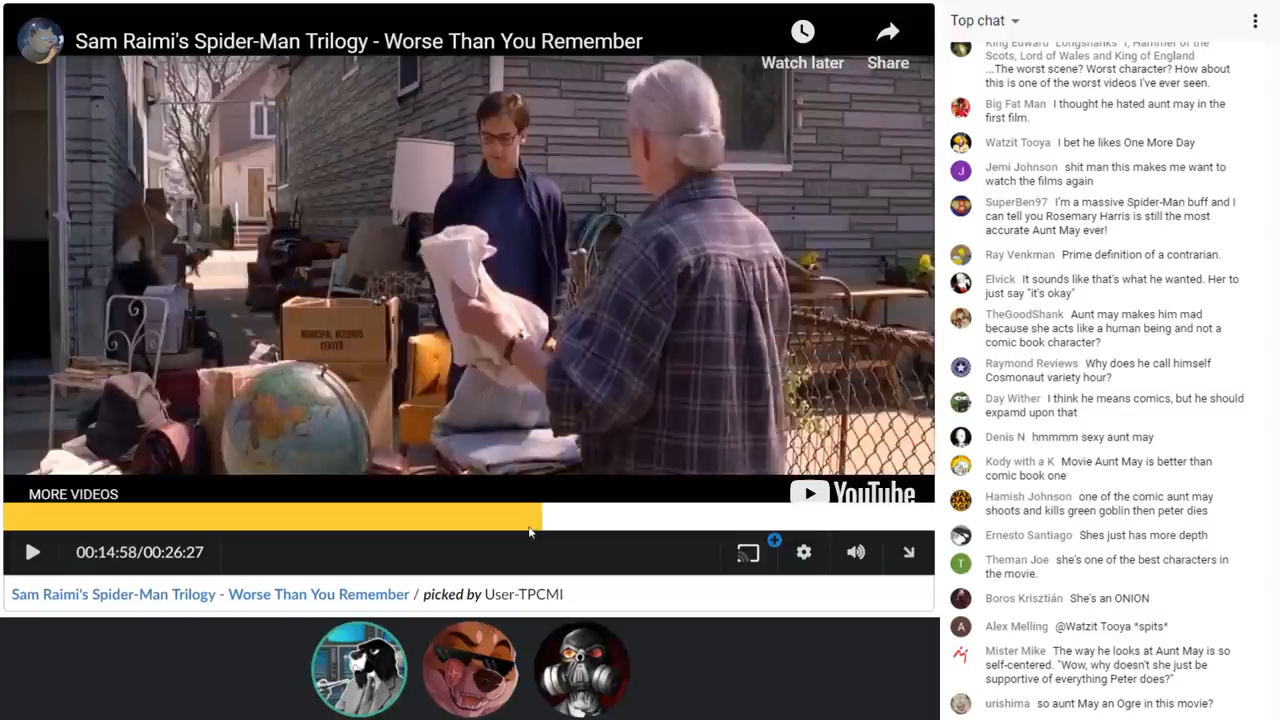 Sam Raimi's Spider-Man Trilogy - Worse Than You Remember
Watch later
Share
MUNICIPAL RECORDS
CENTER
MORE VIDEOS
YouTube
00:14:58/00:26:27
Sam Raimi's Spider-Man Trilogy - Worse Than You Remember / picked by User-TPCMI
Top chat
King Edward "Longshanks" I, Hammer of the
Scots, Lord of Wales and King of England
...The worst scene? Worst character? How about
this is one of the worst videos I've ever seen.
Big Fat Man I thought he hated aunt may in the
first film.
Watzit Tooya I bet he likes One More Day
J
Jemi Johnson shit man this makes me want to
watch the films again
SuperBen97 I'm a massive Spider-Man buff and I
can tell you Rosemary Harris is still the most
accurate Aunt May ever!
Ray Venkman Prime definition of a contrarian.
Elvick It sounds like that's what he wanted. Her to
just say "it's okay"
TheGoodShank Aunt may makes him mad
because she acts like a human being and not a
comic book character?
Raymond Reviews Why does he call himself
Cosmonaut variety hour?
Day Wither I think he means comics, but he should
expamd upon that
Denis N hmmmm sexy aunt may
Kody with a K Movie Aunt May is better than
comic book one
Hamish Johnson one of the comic aunt may
shoots and kills green goblin then peter dies
Ernesto Santiago Shes just has more depth
T
Theman Joe she's one of the best characters in
the movie.
Boros Krisztián She's an ONION
A
Alex Melling @Watzit Tooya *spits*
Mister Mike The way he looks at Aunt May is so
self-centered. "Wow, why doesn't she just be
supportive of everything Peter does?"
urishima so aunt May an Ogre in this movie?